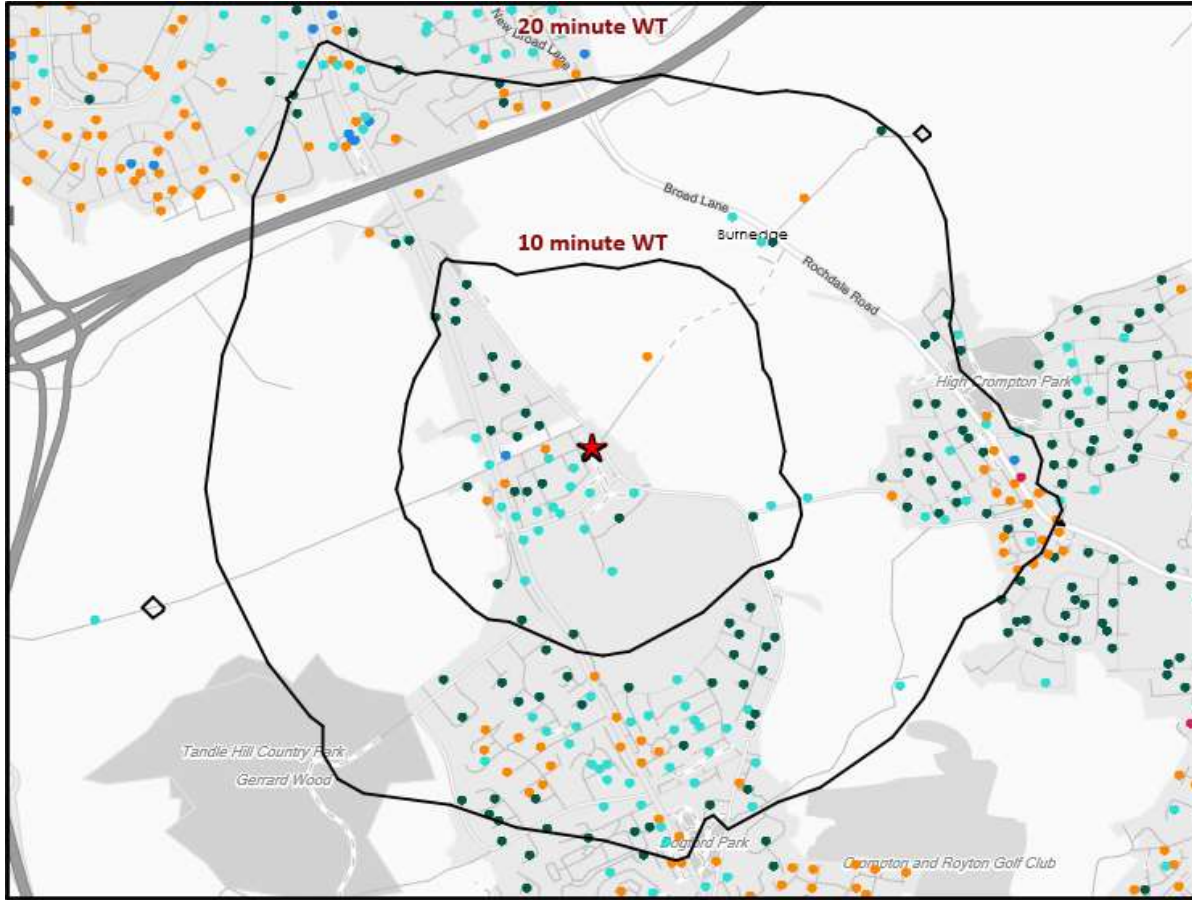 20 minute WT
New Broad Lane
10 minute WT
Broad Lane
Burnedge
Rochdale Road
High Crompton Park
Tandle Hill Country Park
Gerrard Wood
Dogford Park
Crompton and Royton Golf Club